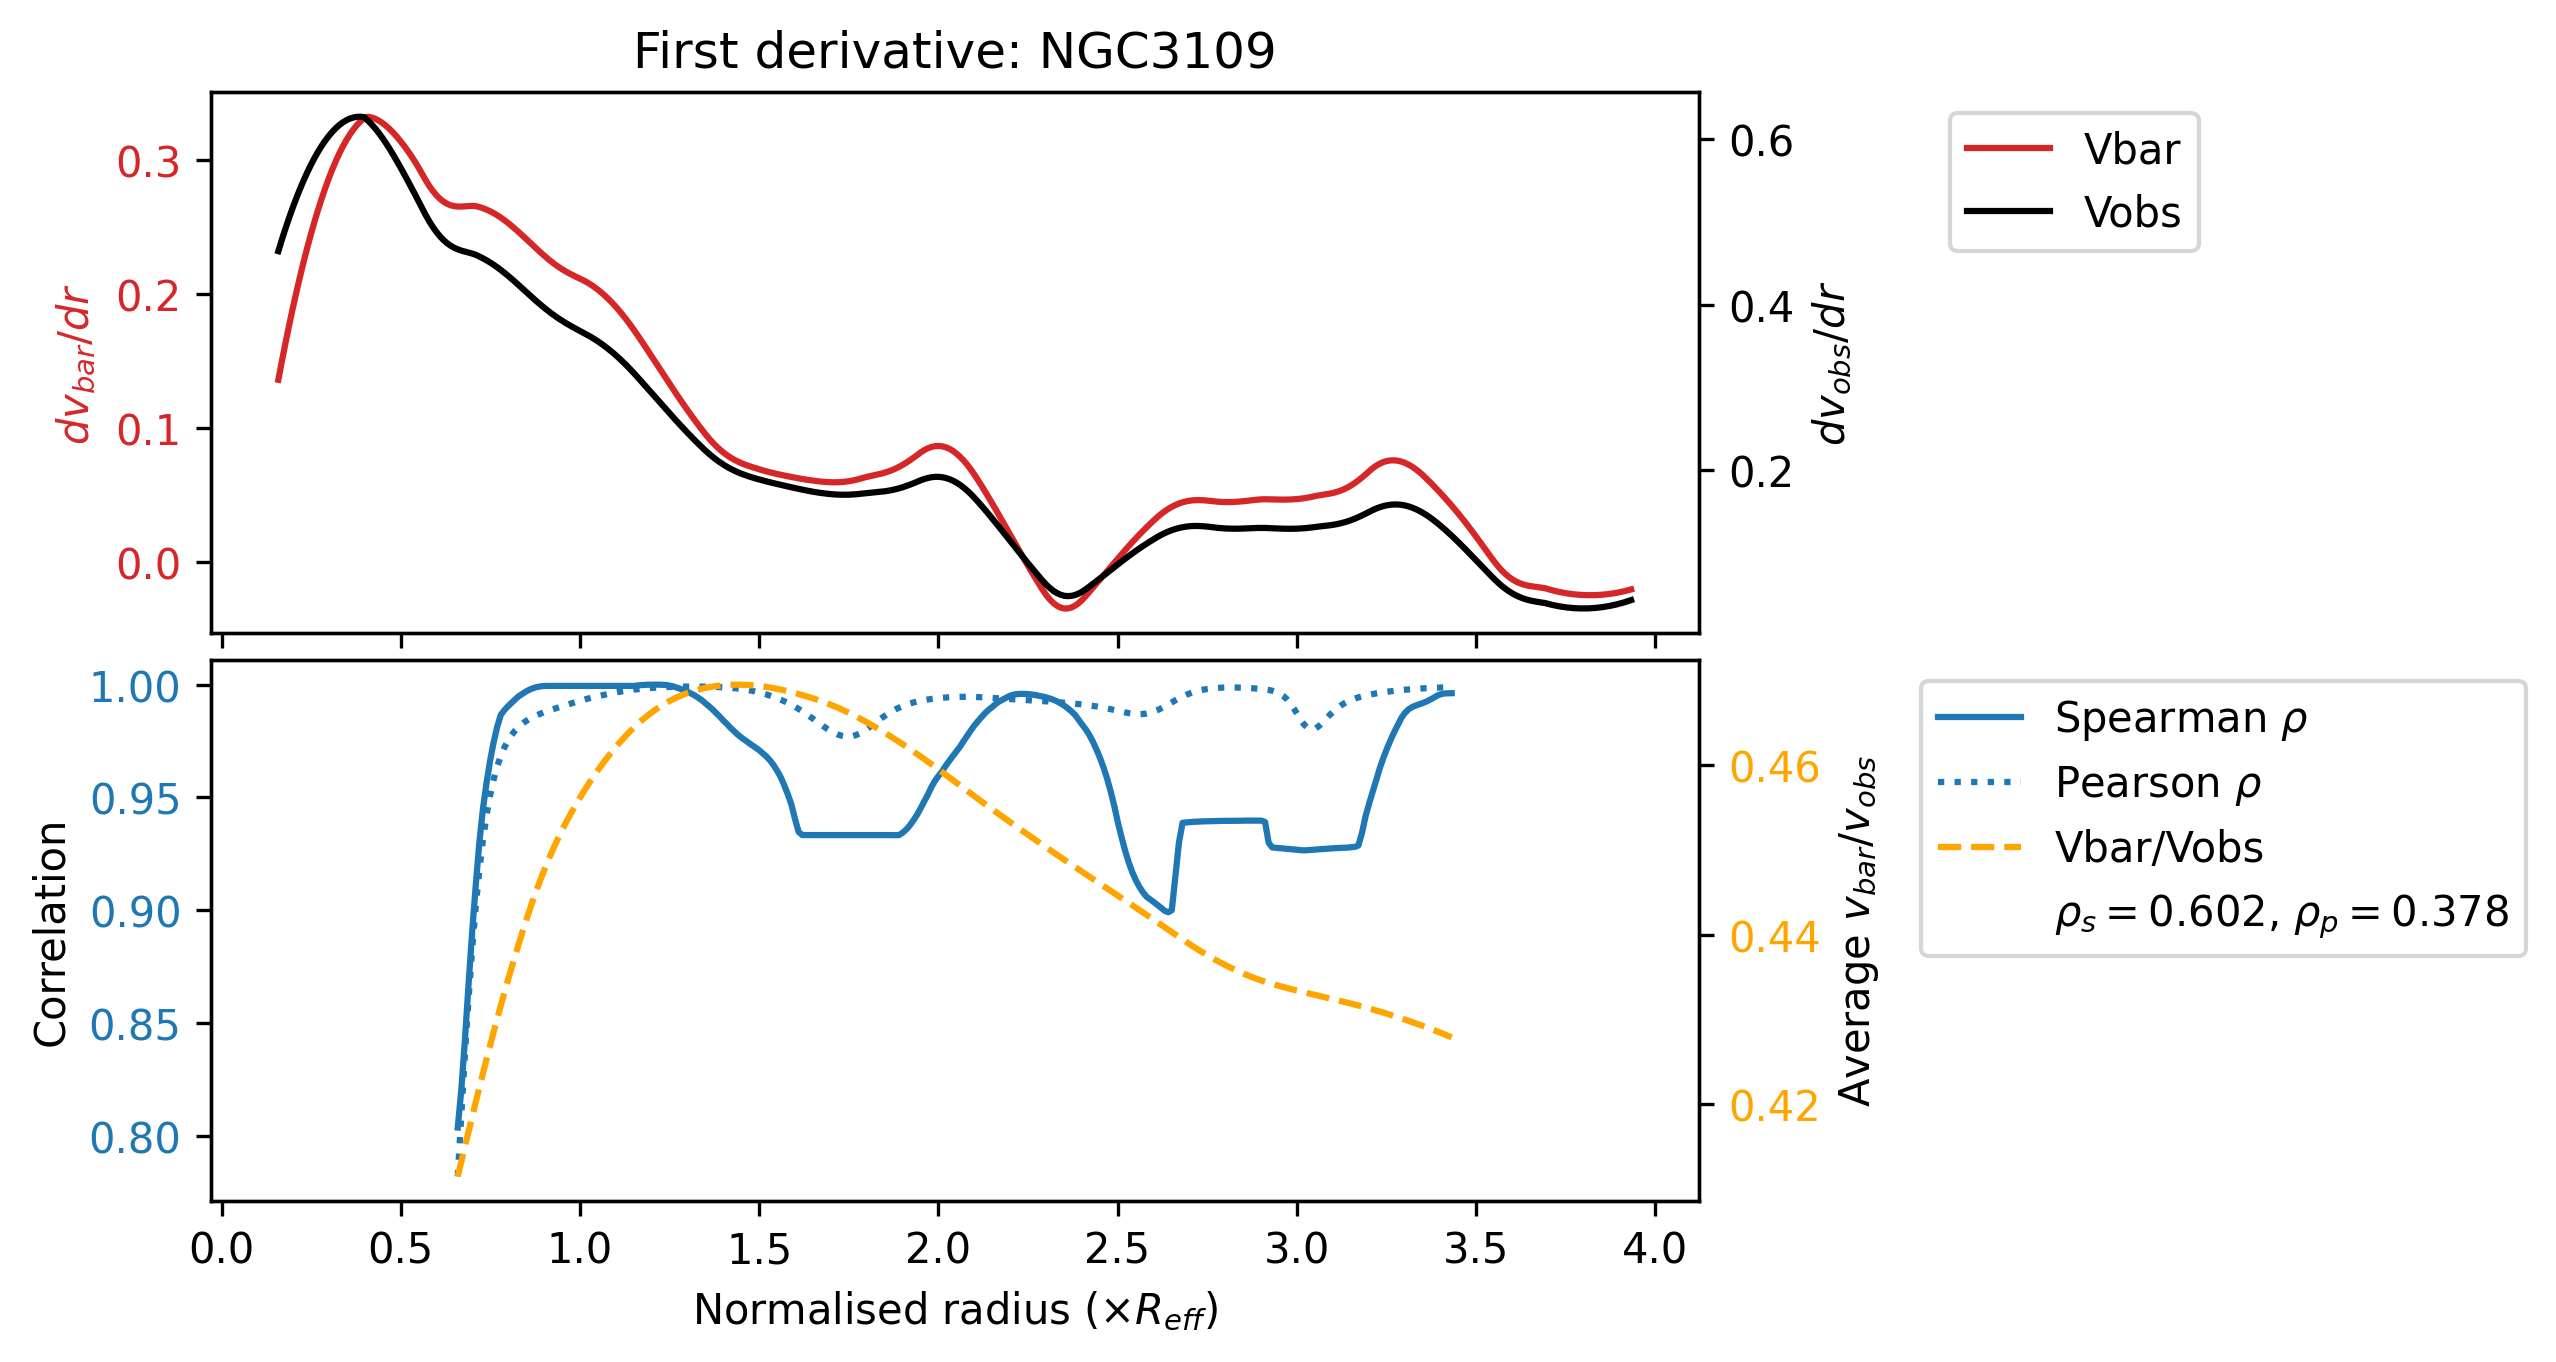 First derivative: NGC3109
dv_bar/dr
0.3
0.2
0.1
0.0
0.6
0.4
0.2
dv_obs/dr
Vbar
Vobs
Correlation
1.00
0.95
0.90
0.85
0.80
0.46
0.44
0.42
Average v_bar/v_obs
Spearman ρ
Pearson ρ
Vbar/Vobs
ρ_s = 0.602, ρ_p = 0.378
0.0 0.5 1.0 1.5 2.0 2.5 3.0 3.5 4.0
Normalised radius (×R_eff)